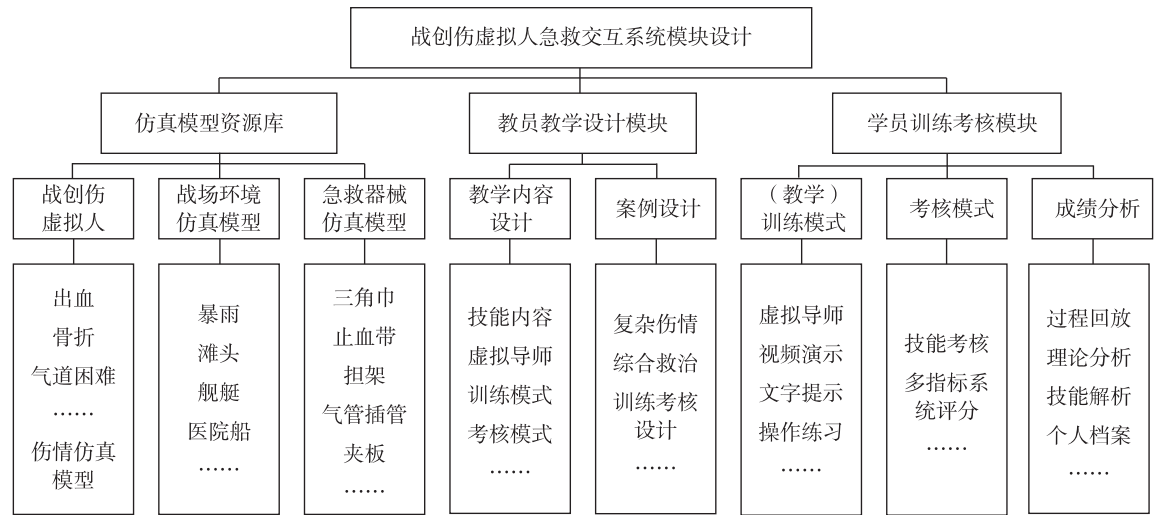 战创伤虚拟人急救交互系统模块设计
仿真模型资源库
教员教学设计模块
学员训练考核模块
战创伤
虚拟人
战场环境
仿真模型
急救器械
仿真模型
教学内容
设计
案例设计
（教学）
训练模式
考核模式
成绩分析
出血
骨折
气道困难
……
伤情仿真
模型
暴雨
滩头
舰艇
医院船
……
三角巾
止血带
担架
气管插管
夹板
……
技能内容
虚拟导师
训练模式
考核模式
……
复杂伤情
综合救治
训练考核
设计
……
虚拟导师
视频演示
文字提示
操作练习
……
技能考核
多指标系
统评分
……
过程回放
理论分析
技能解析
个人档案
……